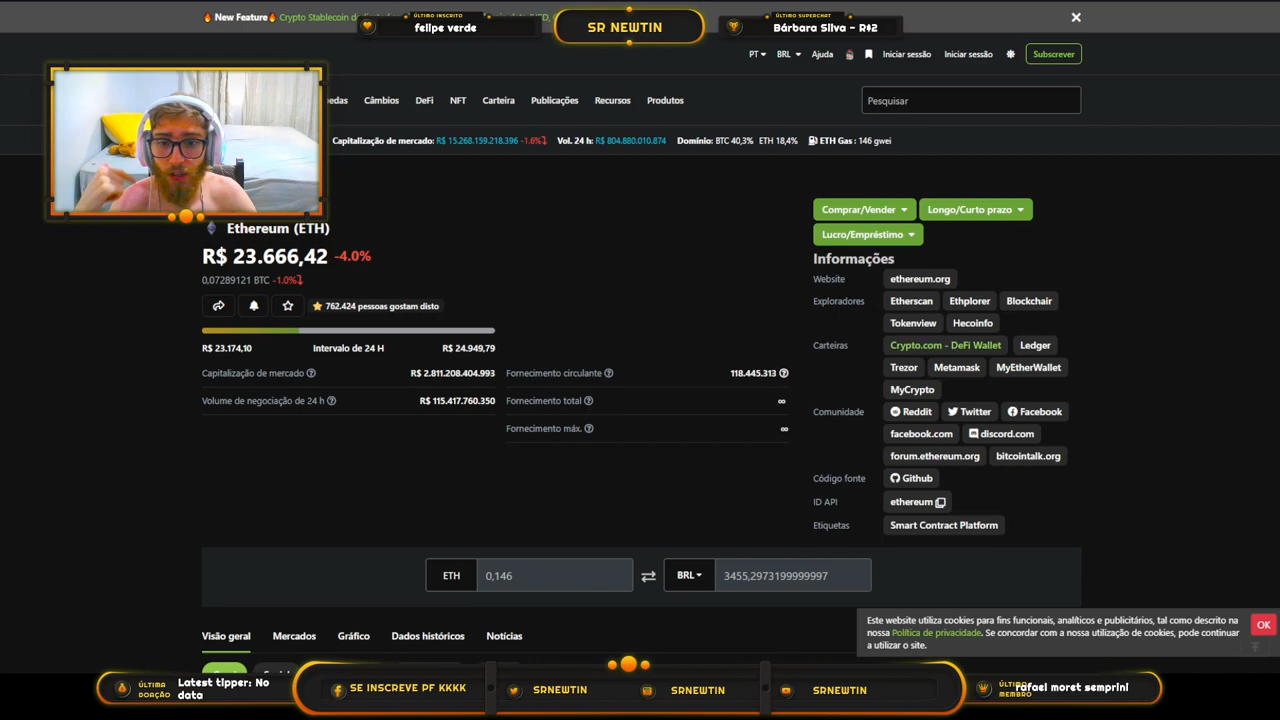 New Feature
Crypto Stablecoin
ÚLTIMO INSCRITO
felipe verde
SR NEWTIN
ÚLTIMO SUPERCHAT
Bárbara Silva - R$2
PT
BRL
Ajuda
Iniciar sessão
Iniciar sessão
Subscrever
edas
Câmbios
DeFi
NFT
Carteira
Publicações
Recursos
Produtos
Pesquisar
Capitalização de mercado: R$ 15.268.159.218.396 -1.6% Vol. 24 h: R$ 804.880.010.874 Domínio: BTC 40,3% ETH 18,4% ETH Gas : 146 gwei
Ethereum (ETH)
R$ 23.666,42 -4.0%
0,07289121 BTC -1.0%
762.424 pessoas gostam disto
R$ 23.174,10 Intervalo de 24 H R$ 24.949,79
Capitalização de mercado R$ 2.811.208.404.993
Volume de negociação de 24 h R$ 115.417.760.350
Fornecimento circulante 118.445.313
Fornecimento total ∞
Fornecimento máx. ∞
Comprar/Vender
Longo/Curto prazo
Lucro/Empréstimo
Informações
Website ethereum.org
Exploradores Etherscan Ethplorer Blockchair
Tokenview Hecoinfo
Carteiras Crypto.com - DeFi Wallet Ledger
Trezor Metamask MyEtherWallet
MyCrypto
Comunidade Reddit Twitter Facebook
facebook.com discord.com
forum.ethereum.org bitcointalk.org
Código fonte Github
ID API ethereum
Etiquetas Smart Contract Platform
ETH 0,146 BRL 3455,2973199999997
Visão geral
Mercados
Gráfico
Dados históricos
Notícias
Este website utiliza cookies para fins funcionais, analíticos e publicitários, tal como descrito na
nossa Política de privacidade. Se concordar com a nossa utilização de cookies, pode continuar
a utilizar o site.
OK
ÚLTIMA
DOAÇÃO
Latest tipper: No
data
SE INSCREVE PF KKKK
SRNEWTIN
SRNEWTIN
SRNEWTIN
ÚLTIMO
MEMBRO
rafael moret semprini